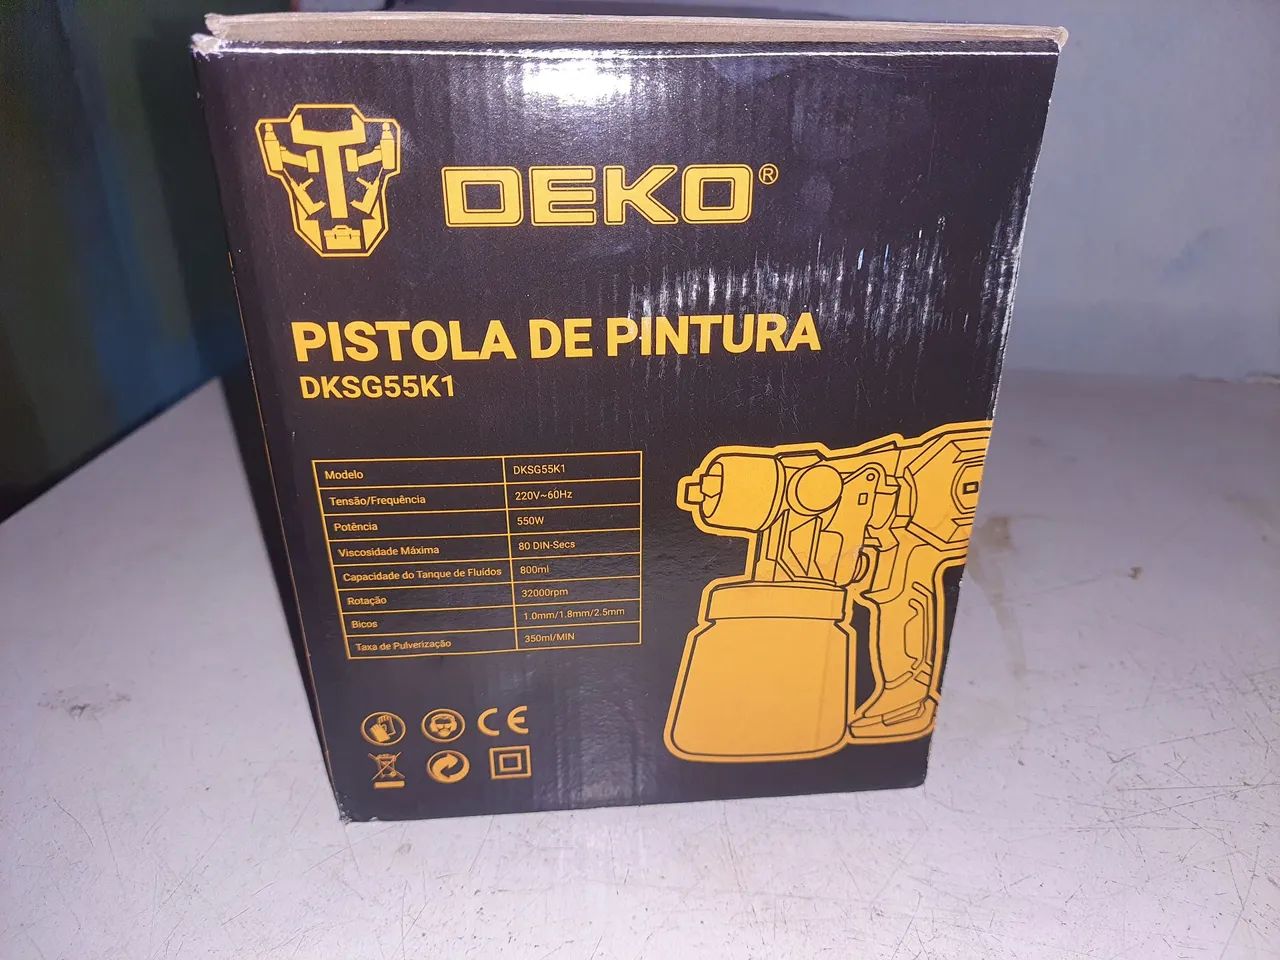 DEKO®
PISTOLA DE PINTURA
DKSG55K1
Modelo DKSG55K1
Tensão/Frequência 220V~60Hz
Potência 550W
Viscosidade Máxima 80 DIN-Secs
Capacidade do Tanque de Fluídos 800ml
Rotação 32000rpm
Bicos 1.0mm/1.8mm/2.5mm
Taxa de Pulverização 350ml/MIN
CE